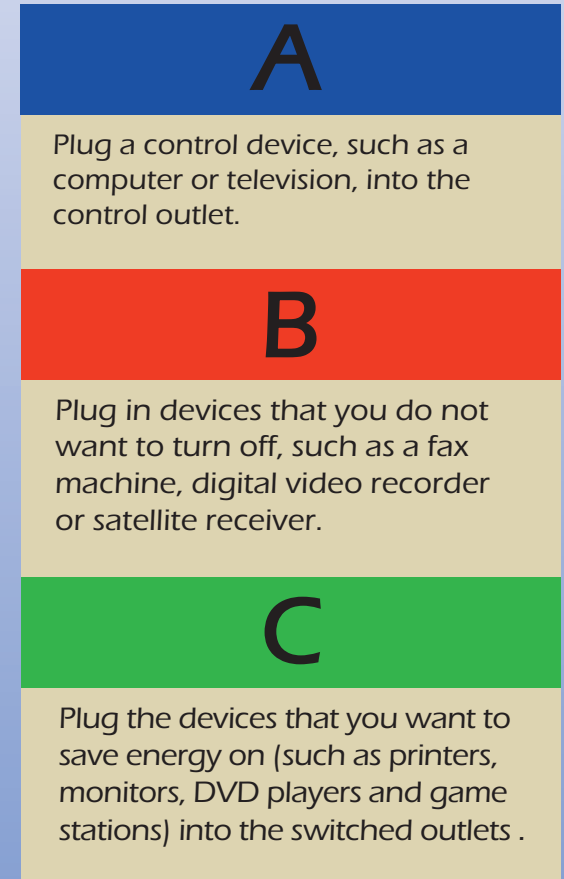 A
Plug a control device, such as a
computer or television, into the
control outlet.
B
Plug in devices that you do not
want to turn off, such as a fax
machine, digital video recorder
or satellite receiver.
C
Plug the devices that you want to
save energy on (such as printers,
monitors, DVD players and game
stations) into the switched outlets .